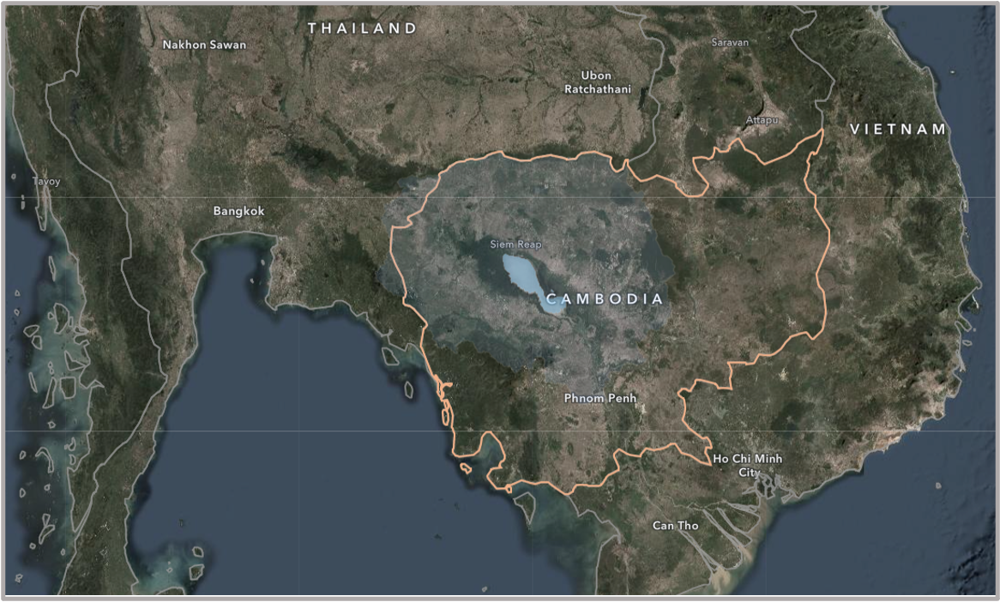 THAILAND
Nakhon Sawan
Saravan
Ubon
Ratchathani
Attapu
VIETNAM
Tavoy
Bangkok
Siem Reap
CAMBODIA
Phnom Penh
Ho Chi Minh
City
Can Tho